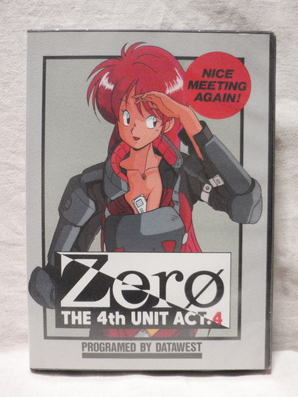 NICE
MEETING
AGAIN!
Zerø
THE 4th UNIT ACT.4
PROGRAMED BY DATAWEST